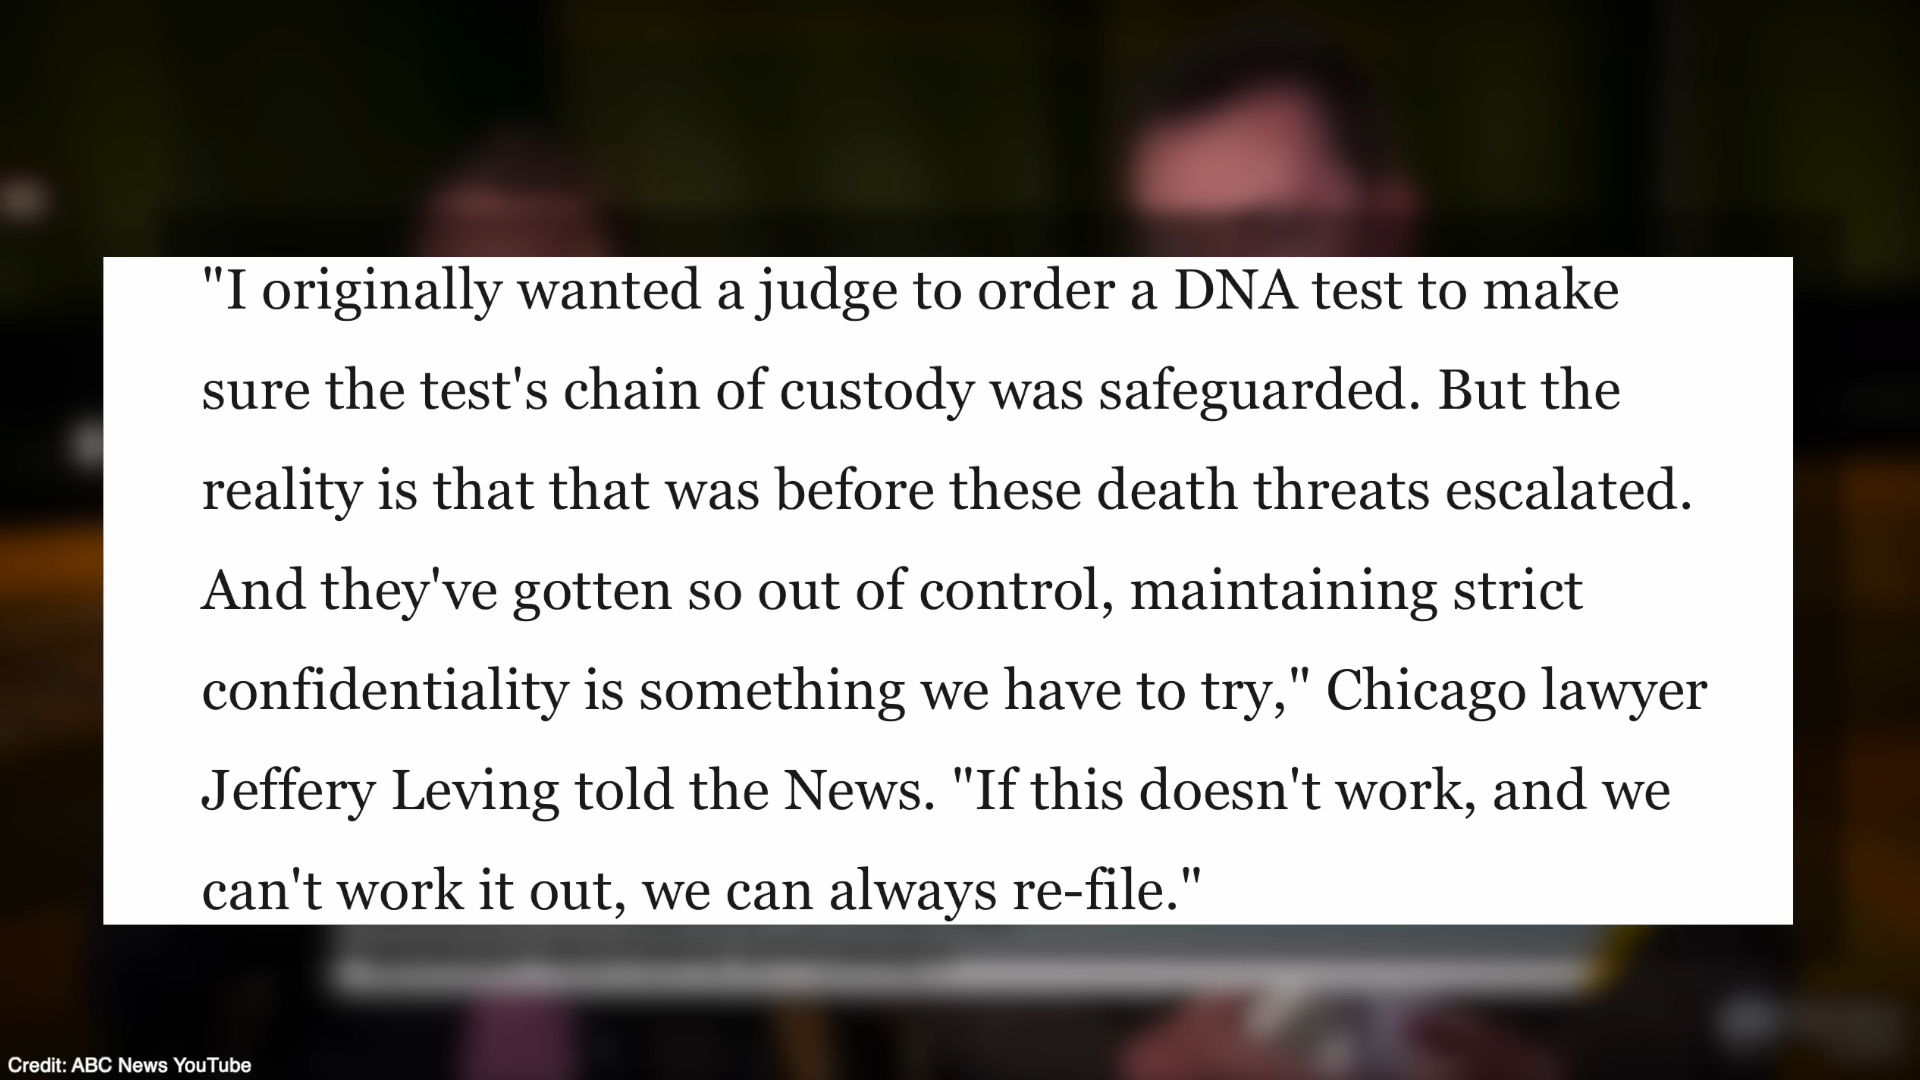 "I originally wanted a judge to order a DNA test to make
sure the test's chain of custody was safeguarded. But the
reality is that that was before these death threats escalated.
And they've gotten so out of control, maintaining strict
confidentiality is something we have to try," Chicago lawyer
Jeffery Leving told the News. "If this doesn't work, and we
can't work it out, we can always re-file."
Credit: ABC News YouTube